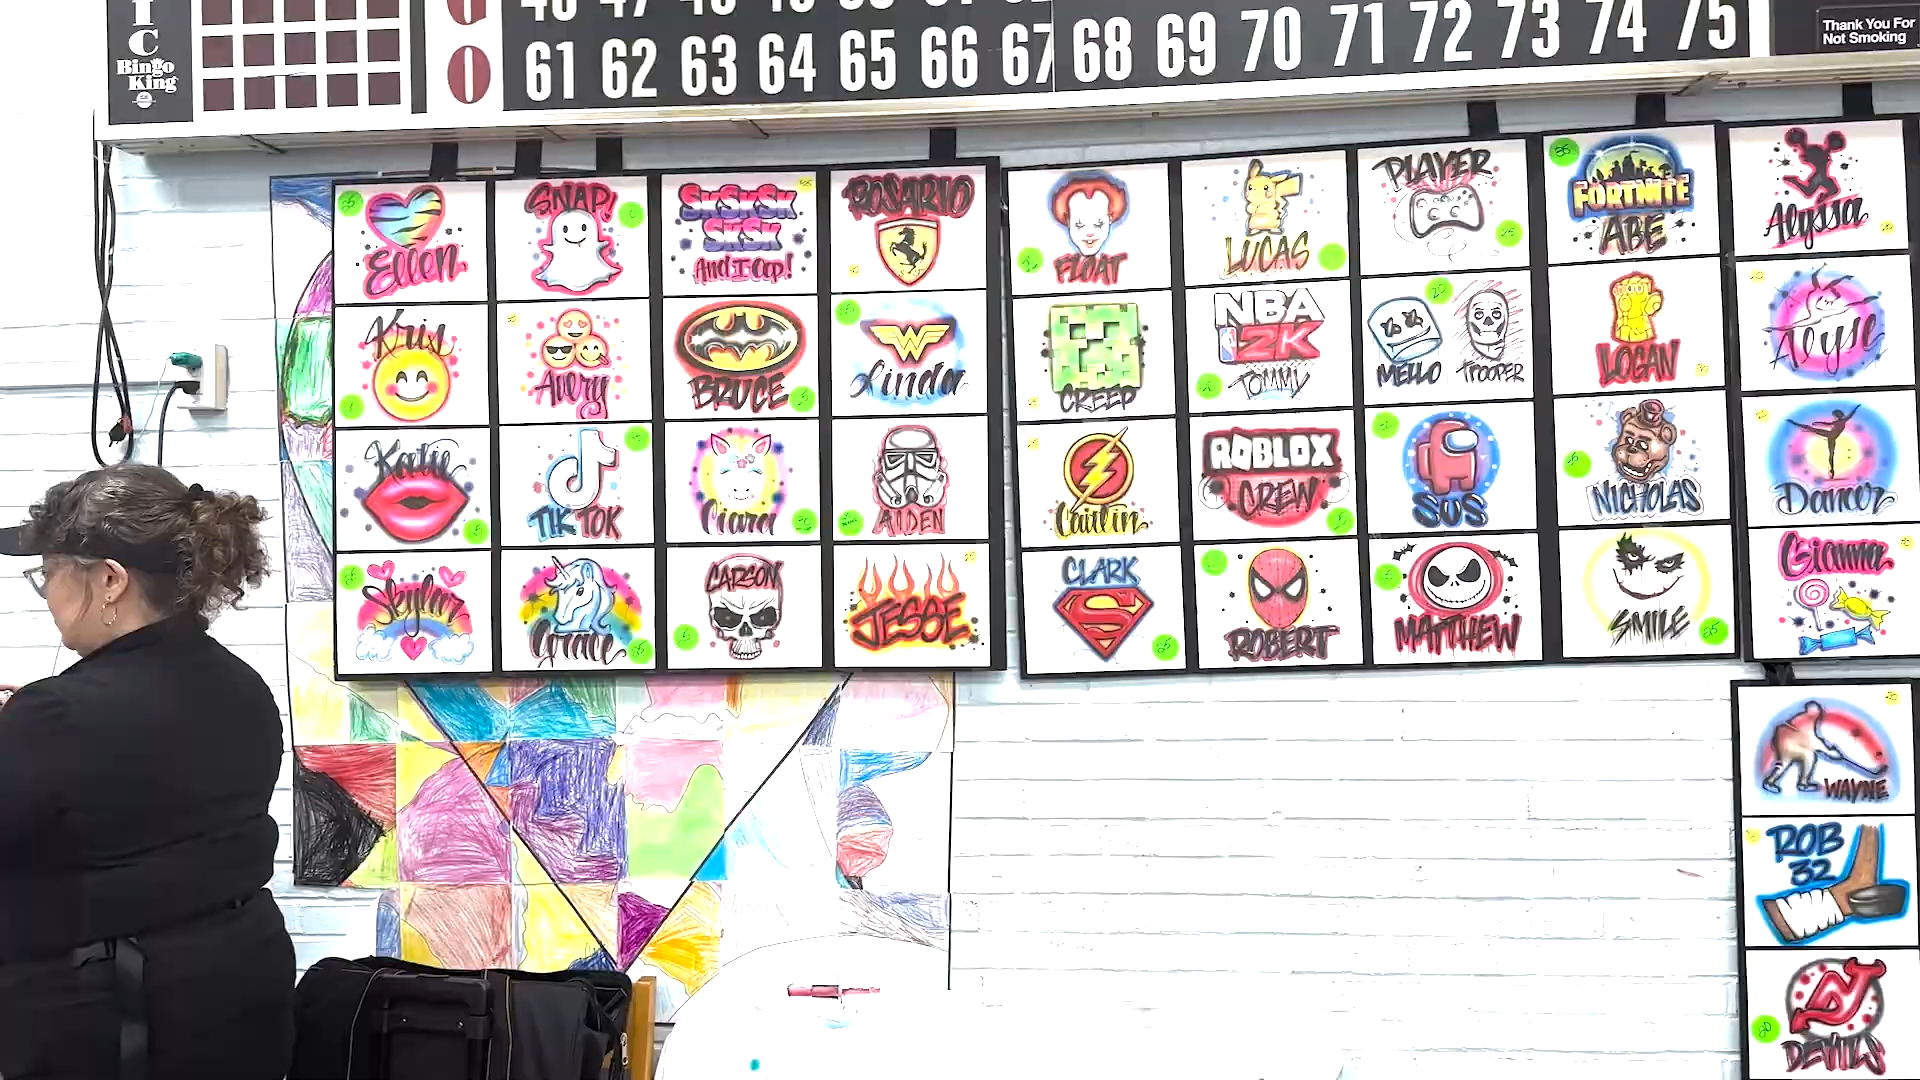 I
C
Bingo
King
61 62 63 64 65 66 67 68 69 70 71 72 73 74 75
Thank You For
Not Smoking
Ellen
SNAP!
SKSKSK
SKSK
And I Oop!
ROSARIO
FLOAT
LUCAS
PLAYER
FORTNITE
ABE
Alyssa
Kris
Avery
BRUCE
Linda
CREEP
NBA
2K
TOMMY
MELLO
TROOPER
LOGAN
Alyse
Katie
TIK TOK
Ciara
AIDEN
Caitlin
ROBLOX
CREW
SUS
NICHOLAS
Dancer
Skyler
Grace
CARSON
JESSE
CLARK
S
ROBERT
MATTHEW
SMILE
25
Gianna
WAYNE
ROB
32
NJ
DEVILS